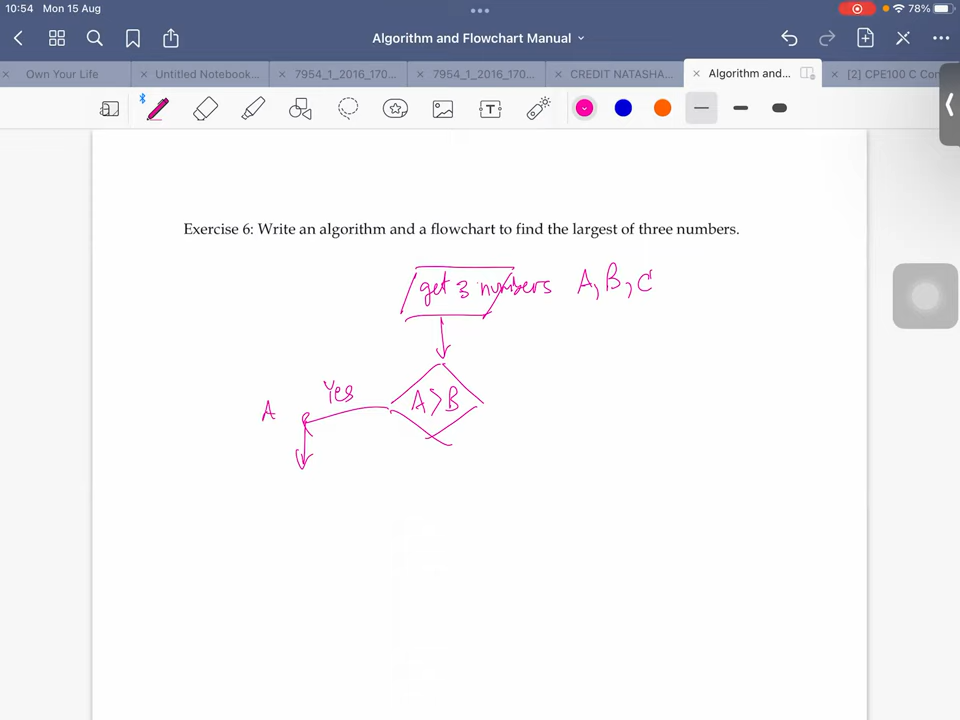 10:54 Mon 15 Aug
78%
Algorithm and Flowchart Manual
Own Your Life
Untitled Notebook...
7954_1_2016_170...
7954_1_2016_170...
CREDIT NATASHA...
Algorithm and...
[2] CPE100 C Con
T
Exercise 6: Write an algorithm and a flowchart to find the largest of three numbers.
get 3 numbers A, B, C
Yes
A
A>B